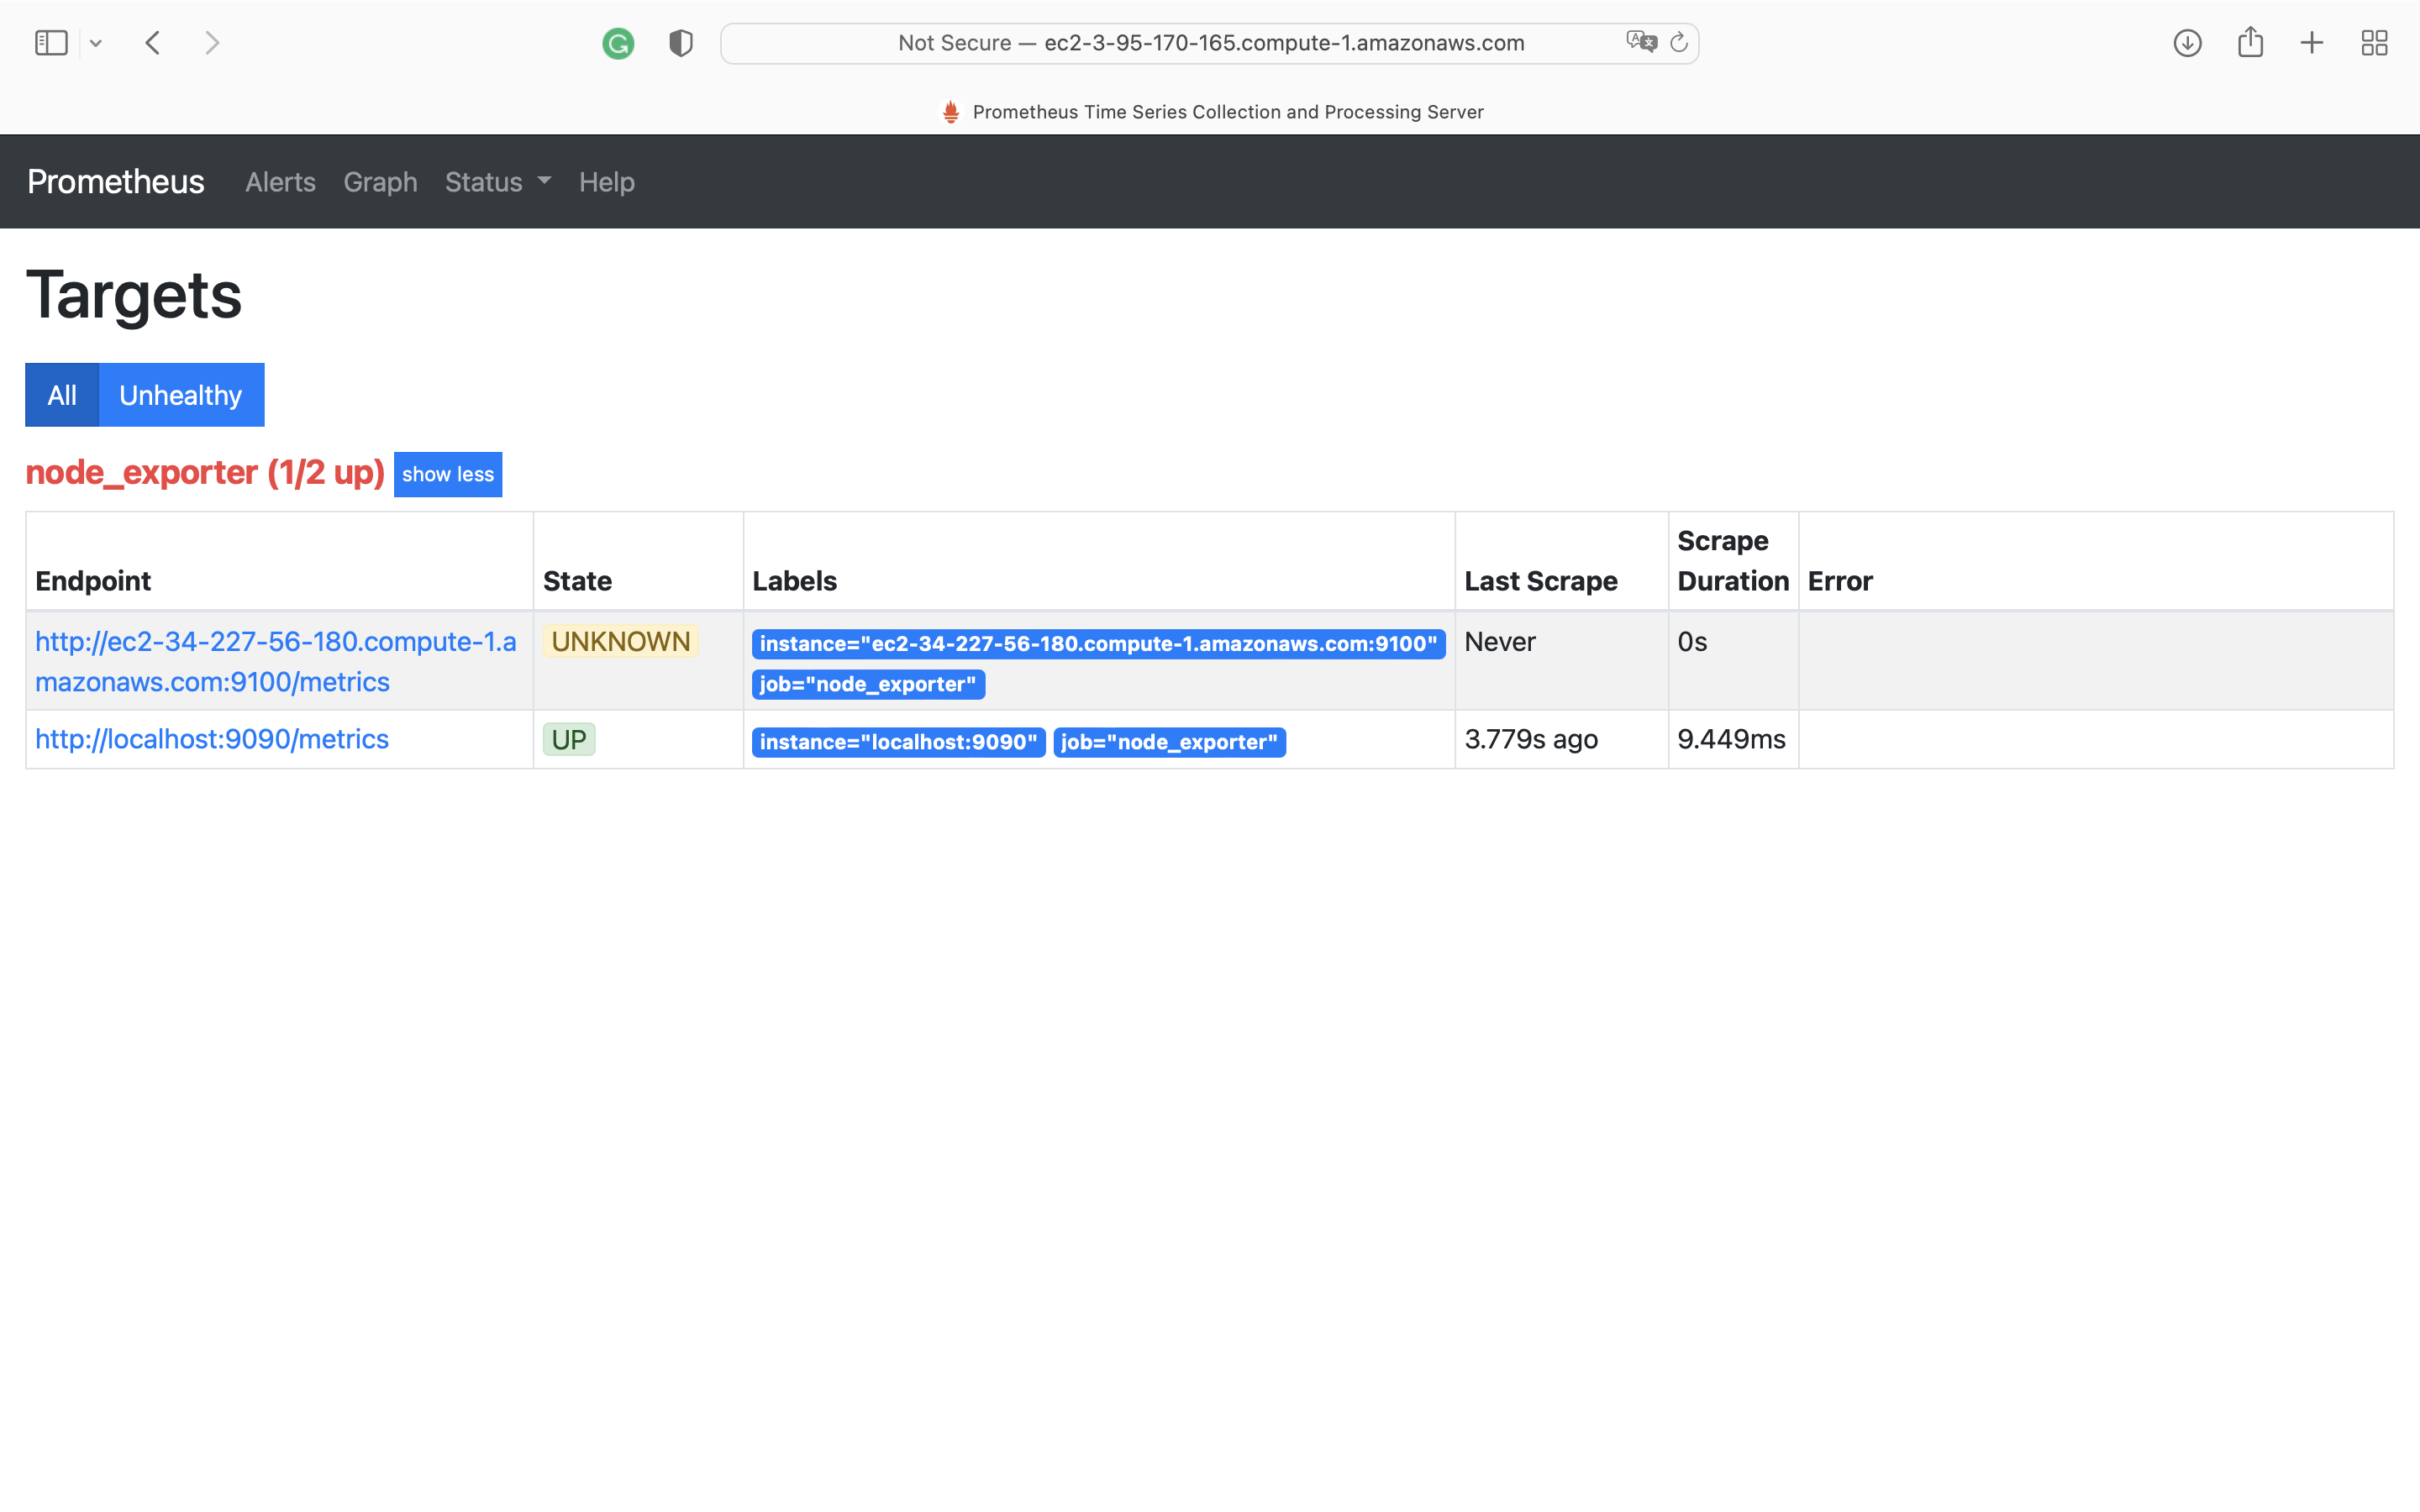 Not Secure — ec2-3-95-170-165.compute-1.amazonaws.com
Prometheus Time Series Collection and Processing Server
Prometheus Alerts Graph Status Help
Targets
All Unhealthy
node_exporter (1/2 up) show less
Endpoint State Labels Last Scrape Scrape Duration Error
http://ec2-34-227-56-180.compute-1.a UNKNOWN instance="ec2-34-227-56-180.compute-1.amazonaws.com:9100" Never 0s
mazonaws.com:9100/metrics job="node_exporter"
http://localhost:9090/metrics UP instance="localhost:9090" job="node_exporter" 3.779s ago 9.449ms